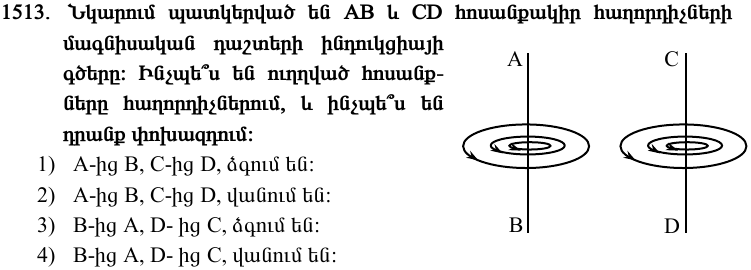 1513. Նկարում պատկերված են AB և CD հոսանքակիր հաղորդիչների
մագնիսական դաշտերի ինդուկցիայի
գծերը: Ինչպե՞ս են ուղղված հոսանք-
ները հաղորդիչներում, և ինչպե՞ս են
դրանք փոխազդում:
1) A-ից B, C-ից D, ձգում են:
2) A-ից B, C-ից D, վանում են:
3) B-ից A, D- ից C, ձգում են:
4) B-ից A, D- ից C, վանում են:
A C
B D